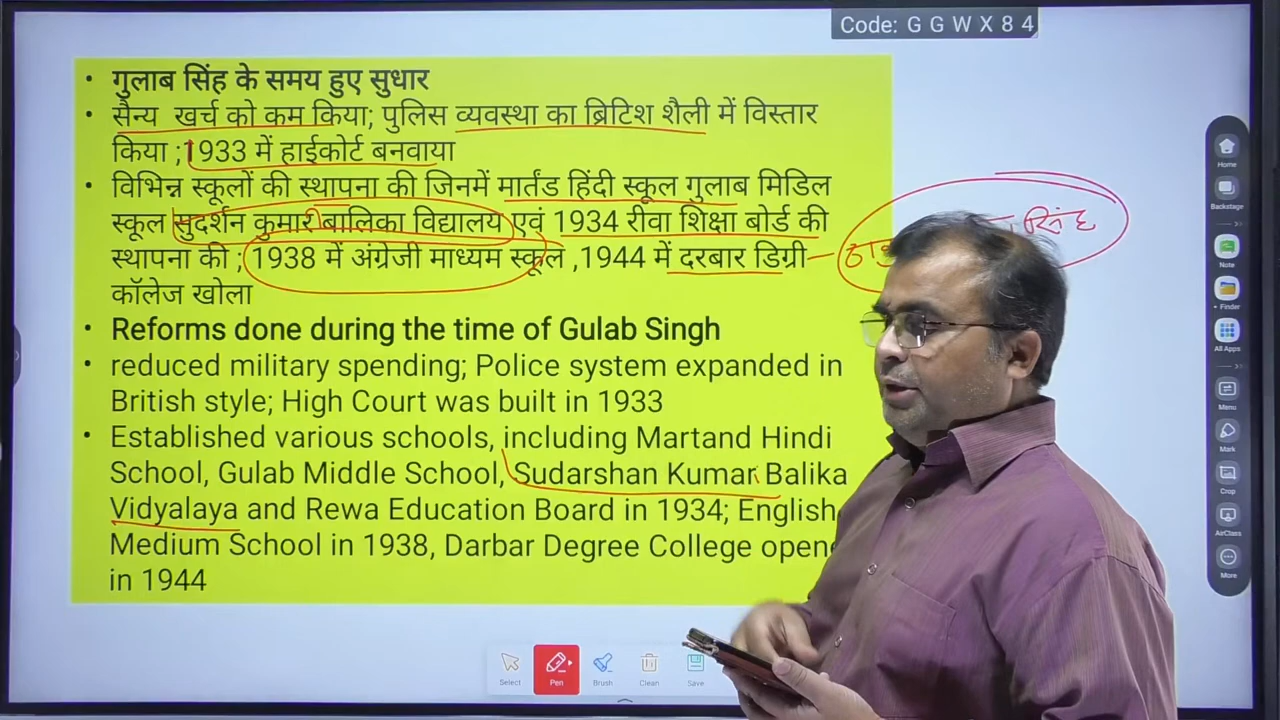 Code: G G W X 8 4
• गुलाब सिंह के समय हुए सुधार
• सैन्य खर्च को कम किया; पुलिस व्यवस्था का ब्रिटिश शैली में विस्तार
किया ;1933 में हाईकोर्ट बनवाया
• विभिन्न स्कूलों की स्थापना की जिनमें मार्तंड हिंदी स्कूल गुलाब मिडिल
स्कूल सुदर्शन कुमार बालिका विद्यालय एवं 1934 रीवा शिक्षा बोर्ड की
स्थापना की ; 1938 में अंग्रेजी माध्यम स्कूल ,1944 में दरबार डिग्री
कॉलेज खोला
सिंह
• Reforms done during the time of Gulab Singh
• reduced military spending; Police system expanded in
British style; High Court was built in 1933
• Established various schools, including Martand Hindi
School, Gulab Middle School, Sudarshan Kumar Balika
Vidyalaya and Rewa Education Board in 1934; English
Medium School in 1938, Darbar Degree College opene
in 1944
Home
Backstage
Note
Finder
All Apps
Menu
Mark
Crop
AirClass
More
Select
Pen
Brush
Clean
Save